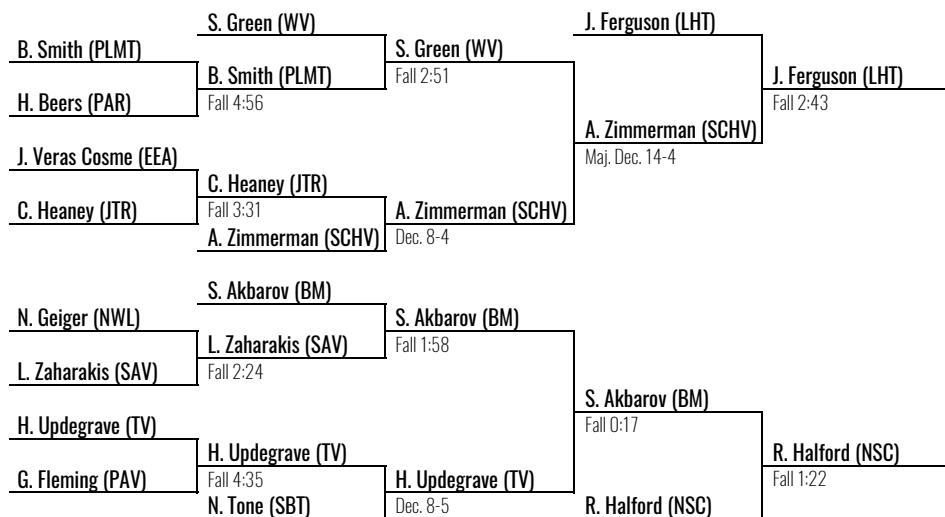 S. Green (WV)
J. Ferguson (LHT)
B. Smith (PLMT)
S. Green (WV)
Fall 2:51
B. Smith (PLMT)
Fall 4:56
J. Ferguson (LHT)
Fall 2:43
H. Beers (PAR)
A. Zimmerman (SCHV)
Maj. Dec. 14-4
J. Veras Cosme (EEA)
C. Heaney (JTR)
Fall 3:31
C. Heaney (JTR)
A. Zimmerman (SCHV)
Dec. 8-4
A. Zimmerman (SCHV)
S. Akbarov (BM)
N. Geiger (NWL)
S. Akbarov (BM)
Fall 1:58
L. Zaharakis (SAV)
Fall 2:24
L. Zaharakis (SAV)
S. Akbarov (BM)
Fall 0:17
H. Updegrave (TV)
H. Updegrave (TV)
Fall 4:35
R. Halford (NSC)
Fall 1:22
G. Fleming (PAV)
H. Updegrave (TV)
Dec. 8-5
N. Tone (SBT)
R. Halford (NSC)